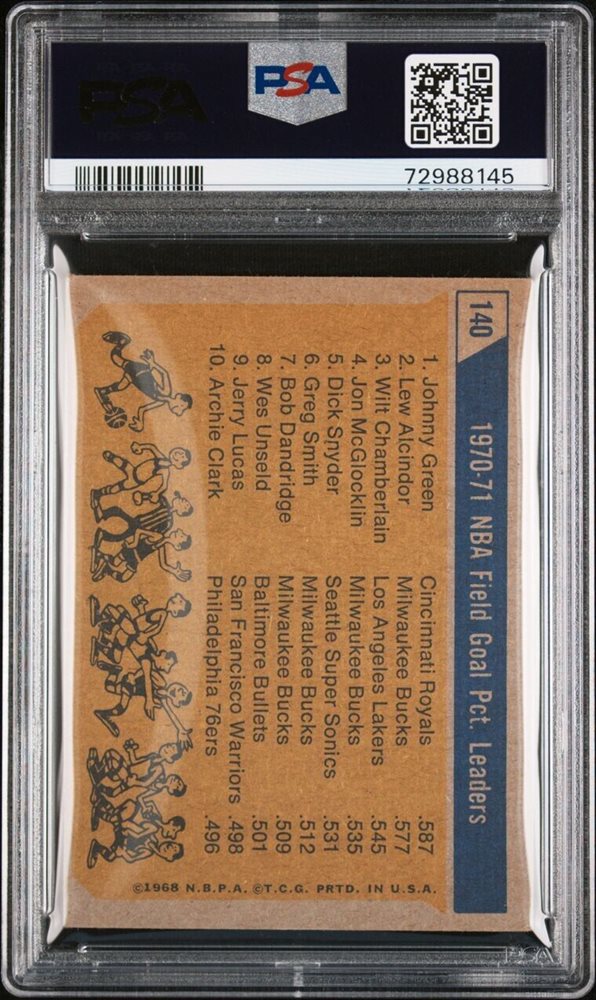 PSA
PSA
72988145
140
1970-71 NBA Field Goal Pct. Leaders
1. Johnny Green Cincinnati Royals .587
2. Lew Alcindor Milwaukee Bucks .577
3. Wilt Chamberlain Los Angeles Lakers .545
4. Jon McGlocklin Milwaukee Bucks .535
5. Dick Snyder Seattle Super Sonics .531
6. Greg Smith Milwaukee Bucks .512
7. Bob Dandridge Milwaukee Bucks .509
8. Wes Unseld Baltimore Bullets .501
9. Jerry Lucas San Francisco Warriors .498
10. Archie Clark Philadelphia 76ers .496
©1968 N.B.P.A. ©T.C.G. PRTD. IN U.S.A.
PSA